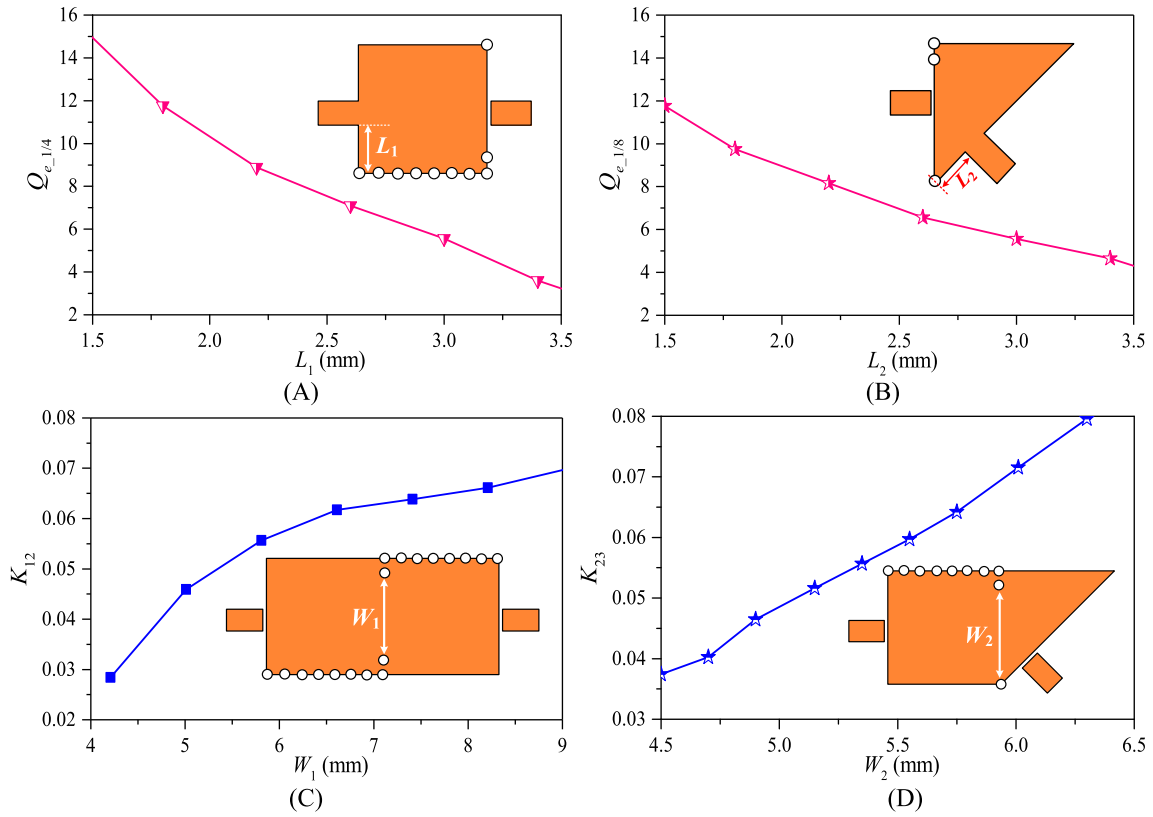 16
14
12
10
8
6
4
2
Q_e_1/4
L₁
1.5 2.0 2.5 3.0 3.5
L₁ (mm)
(A)
16
14
12
10
8
6
4
2
Q_e_1/8
L₂
1.5 2.0 2.5 3.0 3.5
L₂ (mm)
(B)
0.08
0.07
0.06
0.05
0.04
0.03
0.02
K₁₂
W₁
4 5 6 7 8 9
W₁ (mm)
(C)
0.08
0.07
0.06
0.05
0.04
0.03
K₂₃
W₂
4.5 5.0 5.5 6.0 6.5
W₂ (mm)
(D)